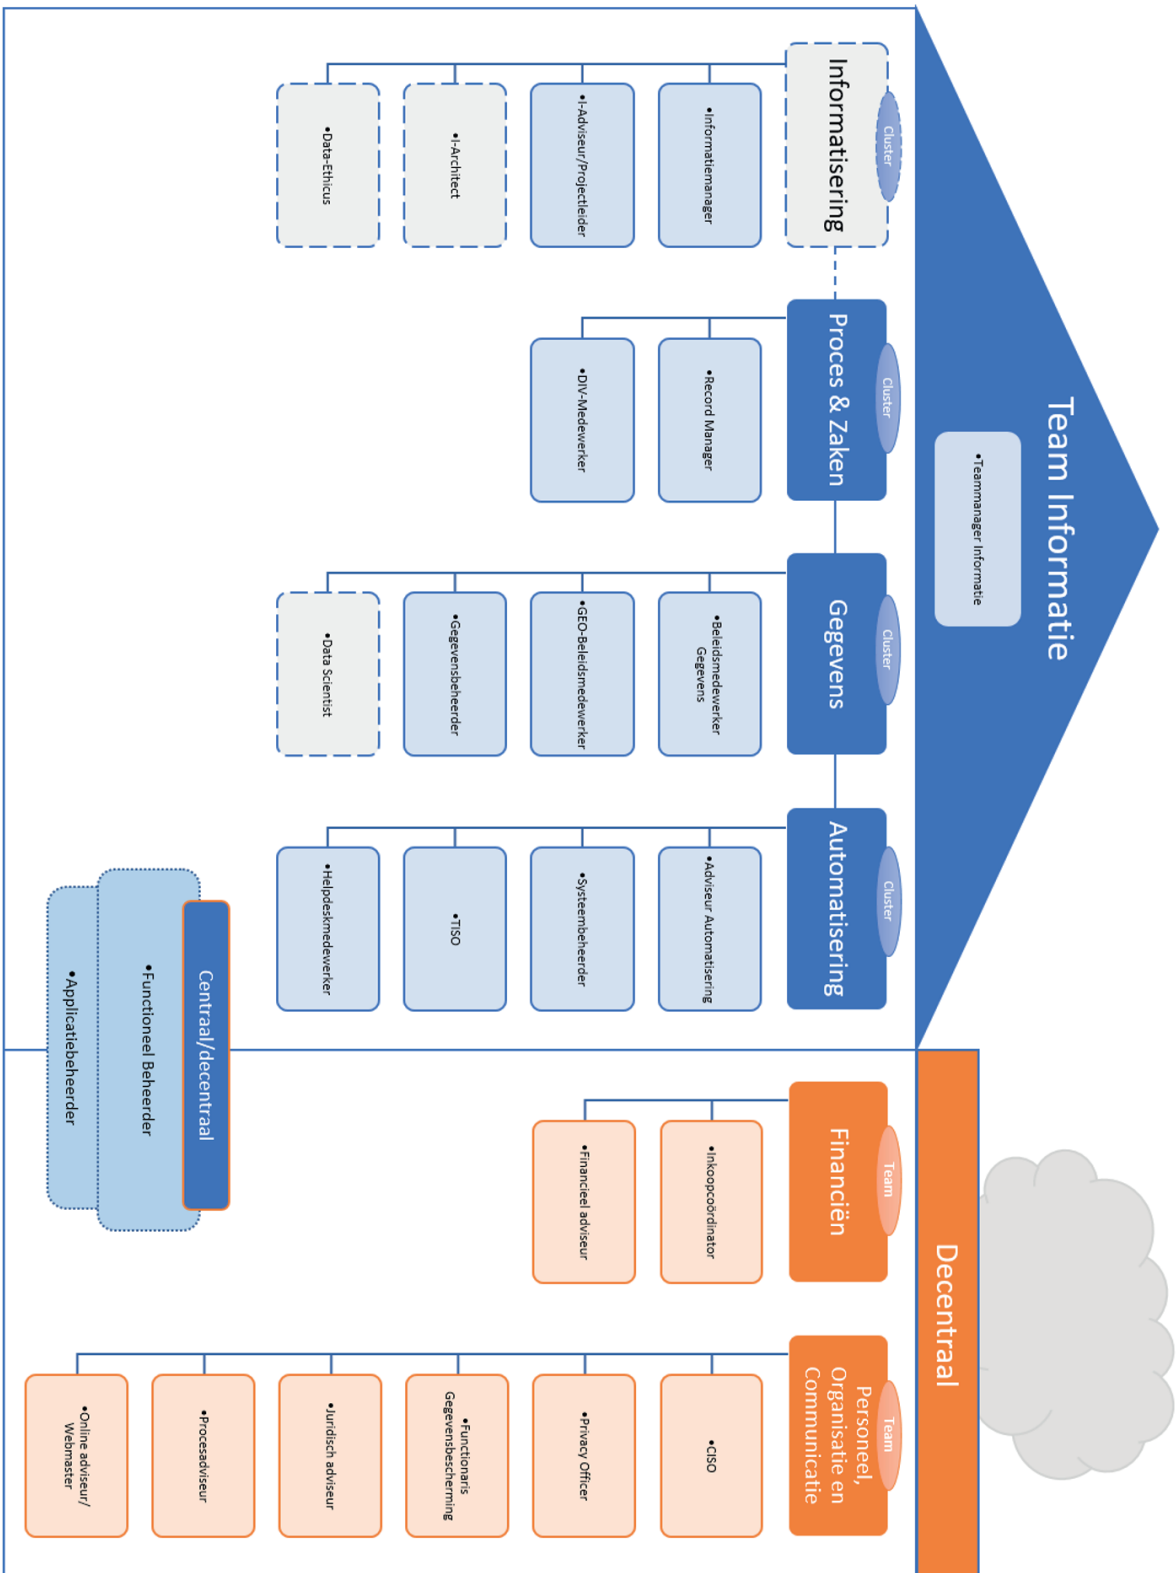 Team Informatie
•Teammanager Informatie
Cluster
Informatisering
•Informatiemanager
•I-Adviseur/Projectleider
•I-Architect
•Data-Ethicus
Cluster
Proces & Zaken
•Record Manager
•DIV-Medewerker
Cluster
Gegevens
•Beleidsmedewerker
Gegevens
•GEO-Beleidsmedewerker
•Gegevensbeheerder
•Data Scientist
Cluster
Automatisering
•Adviseur Automatisering
•Systeembeheerder
•TISO
•Helpdeskmedewerker
Centraal/decentraal
•Functioneel Beheerder
•Applicatiebeheerder
Decentraal
Team
Financiën
•Inkoopcoördinator
•Financieel adviseur
Team
Personeel,
Organisatie en
Communicatie
•CISO
•Privacy Officer
•Functionaris
Gegevensbescherming
•Juridisch adviseur
•Procesadviseur
•Online adviseur/
Webmaster